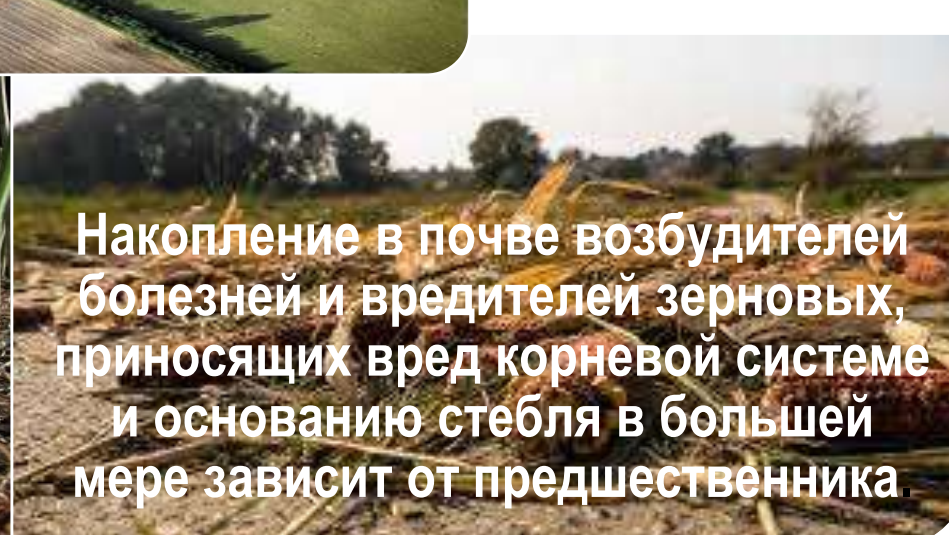 Накопление в почве возбудителей
болезней и вредителей зерновых,
приносящих вред корневой системе
и основанию стебля в большей
мере зависит от предшественника.